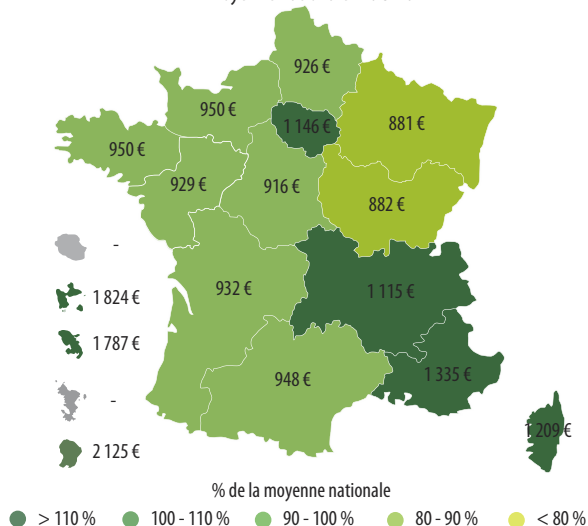 926 €
950 €
1 146 €
881 €
950 €
929 €
916 €
882 €
-
932 €
1 115 €
1 824 €
1 787 €
948 €
1 335 €
-
1 209 €
2 125 €
% de la moyenne nationale
> 110 %
100 - 110 %
90 - 100 %
80 - 90 %
< 80 %